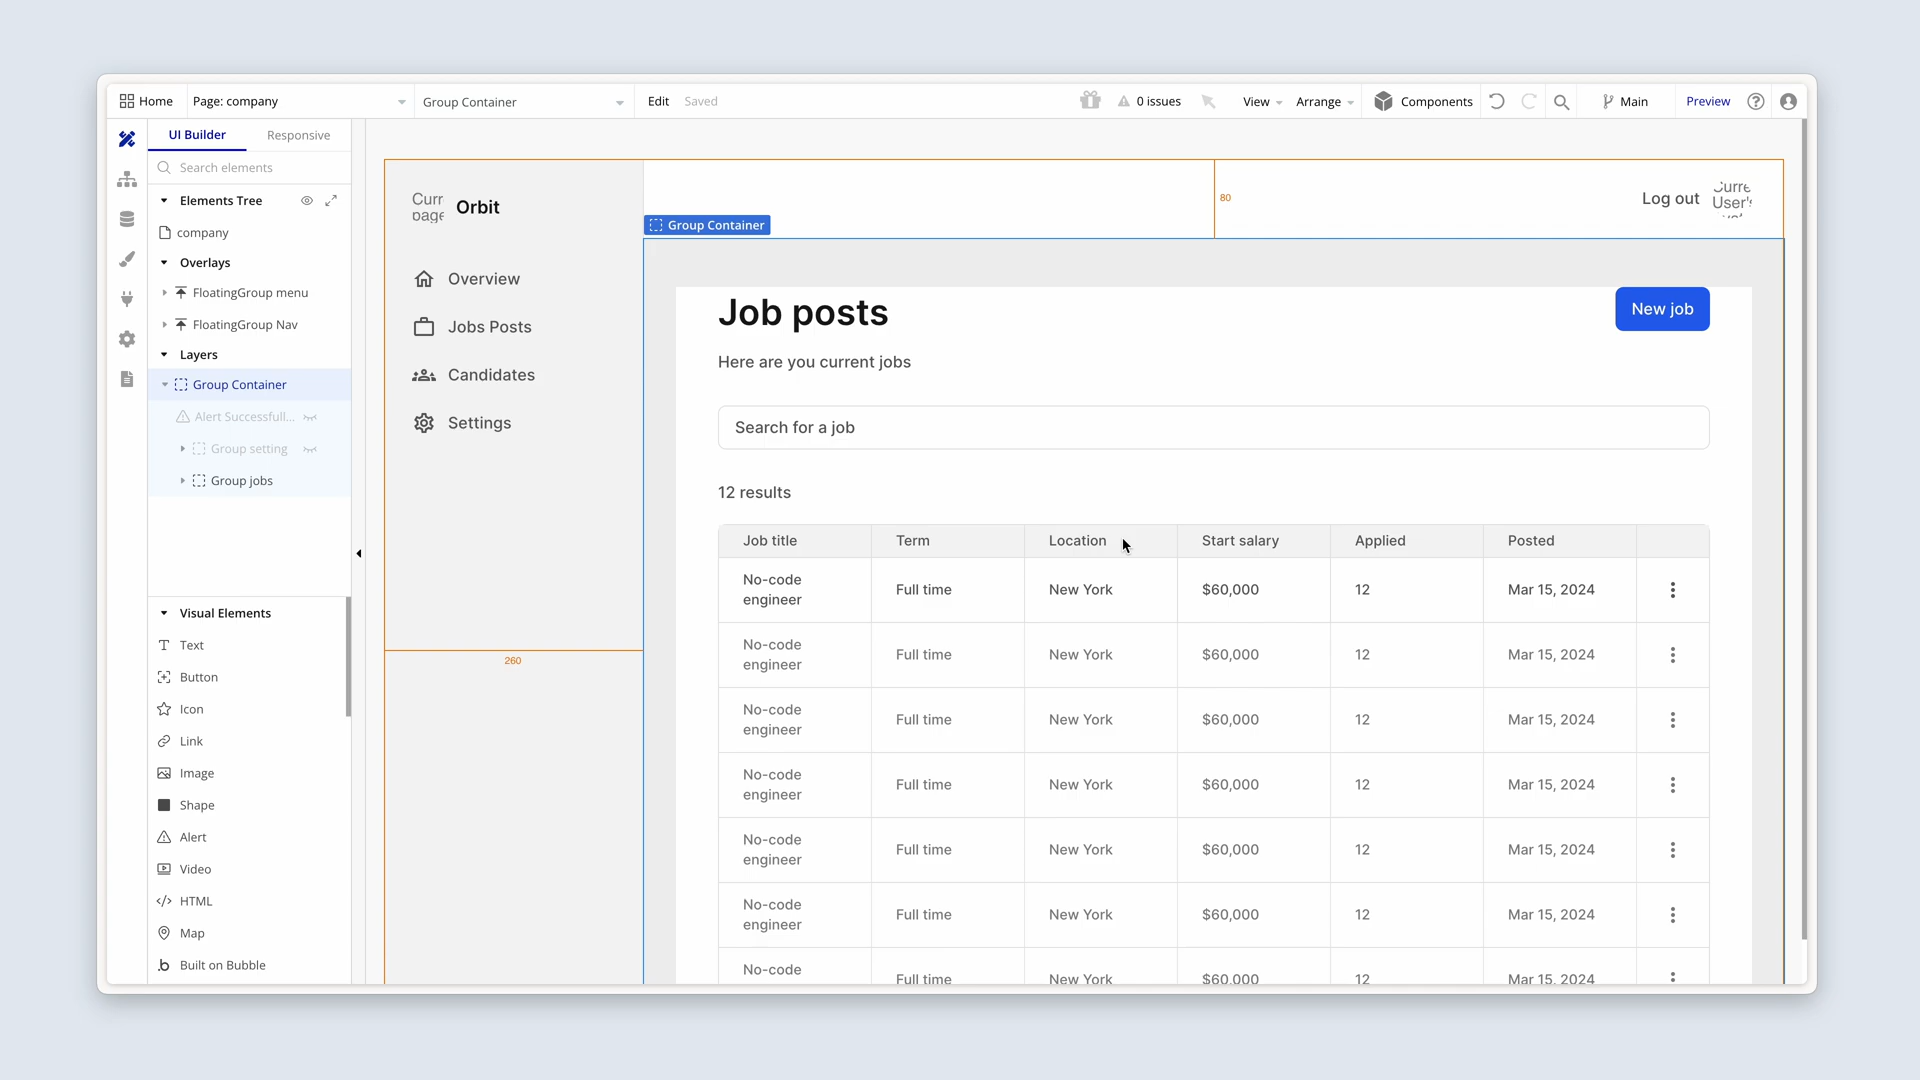 Home
Page: company
Group Container
Edit
Saved
0 issues
View
Arrange
Components
Main
Preview
UI Builder
Responsive
Search elements
Elements Tree
company
Overlays
FloatingGroup menu
FloatingGroup Nav
Layers
Group Container
Alert Successfull...
Group setting
Group jobs
Visual Elements
Text
Button
Icon
Link
Image
Shape
Alert
Video
HTML
Map
Built on Bubble
Curr
page
Orbit
Overview
Jobs Posts
Candidates
Settings
260
80
Log out
Curre
User's
Group Container
Job posts
New job
Here are you current jobs
Search for a job
12 results
Job title Term Location Start salary Applied Posted
No-code
engineer
Full time New York $60,000 12 Mar 15, 2024
No-code
engineer
Full time New York $60,000 12 Mar 15, 2024
No-code
engineer
Full time New York $60,000 12 Mar 15, 2024
No-code
engineer
Full time New York $60,000 12 Mar 15, 2024
No-code
engineer
Full time New York $60,000 12 Mar 15, 2024
No-code
engineer
Full time New York $60,000 12 Mar 15, 2024
No-code
Full time New York $60,000 12 Mar 15, 2024